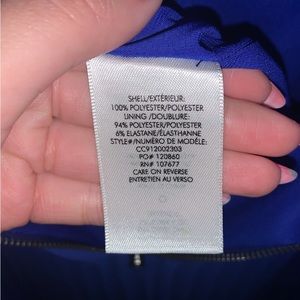 SHELL/EXTÉRIEUR:
100% POLYESTER/POLYESTER
LINING /DOUBLURE:
94% POLYESTER/POLYESTER
6% ELASTANE/ÉLASTHANNE
STYLE#/NUMÉRO DE MODÈLE:
CC912002303
PO# 120860
RN# 107677
CARE ON REVERSE
ENTRETIEN AU VERSO